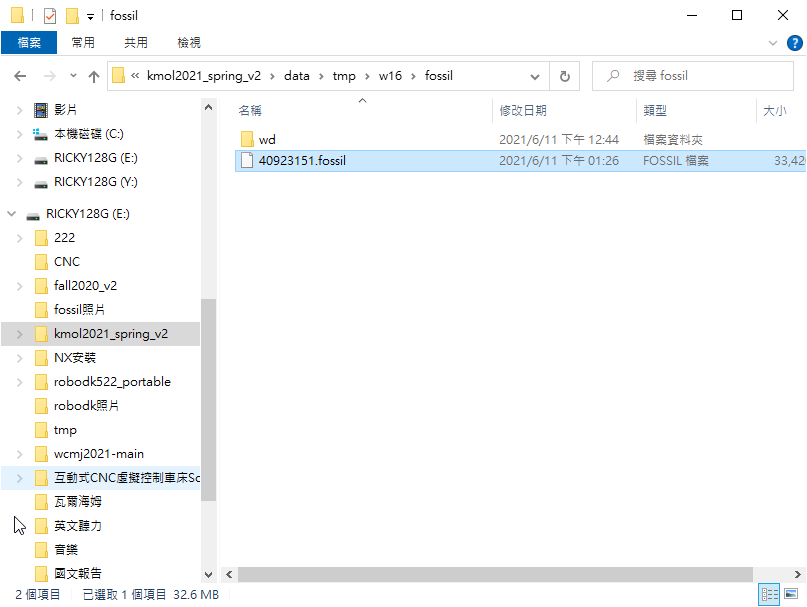 fossil
檔案 常用 共用 檢視
« kmol2021_spring_v2 › data › tmp › w16 › fossil
搜尋 fossil
影片
本機磁碟 (C:)
RICKY128G (E:)
RICKY128G (Y:)
RICKY128G (E:)
222
CNC
fall2020_v2
fossil照片
kmol2021_spring_v2
NX安裝
robodk522_portable
robodk照片
tmp
wcmj2021-main
互動式CNC虛擬控制車床Sc
瓦爾海姆
英文聽力
音樂
國文報告
名稱 修改日期 類型 大小
wd 2021/6/11 下午 12:44 檔案資料夾
40923151.fossil 2021/6/11 下午 01:26 FOSSIL 檔案 33,420
2 個項目 已選取 1 個項目 32.6 MB